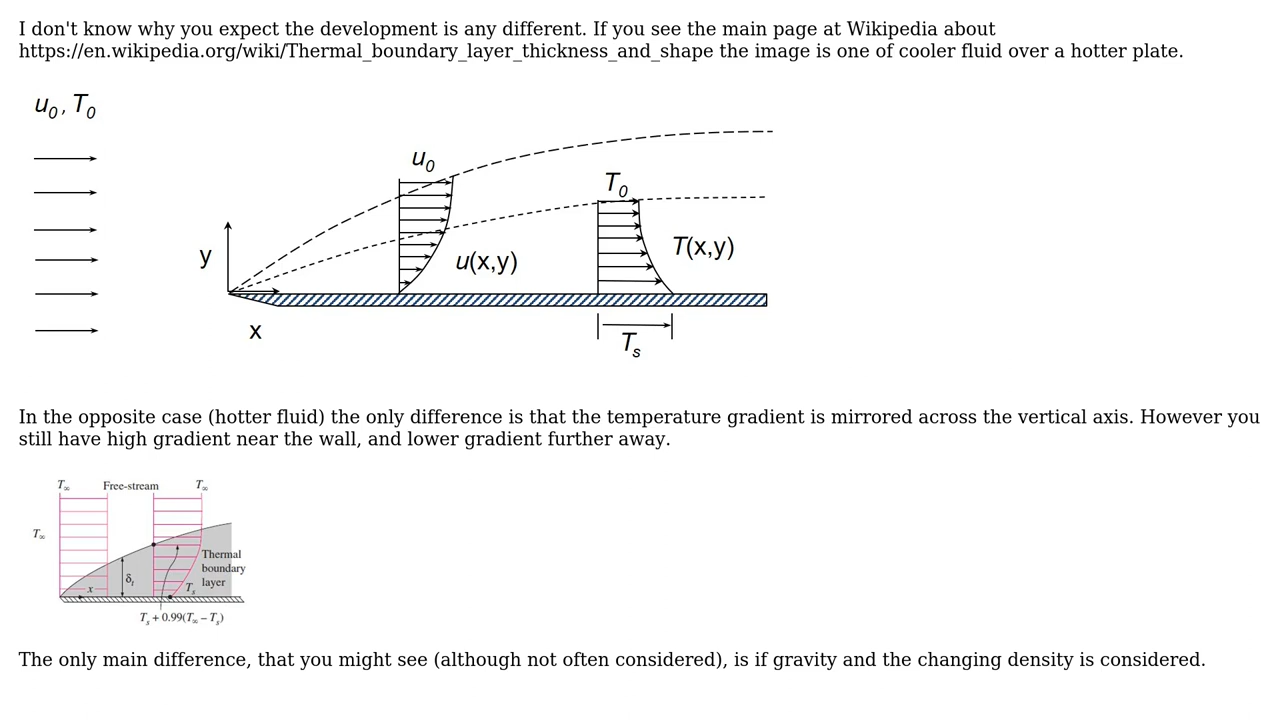 I don't know why you expect the development is any different. If you see the main page at Wikipedia about
https://en.wikipedia.org/wiki/Thermal_boundary_layer_thickness_and_shape the image is one of cooler fluid over a hotter plate.
u₀, T₀
u₀
T₀
y
u(x,y)
T(x,y)
x
Tₛ
In the opposite case (hotter fluid) the only difference is that the temperature gradient is mirrored across the vertical axis. However you
still have high gradient near the wall, and lower gradient further away.
T∞ Free-stream T∞
T∞
Thermal
boundary
layer
δₜ
x
Tₛ
Tₛ + 0.99(T∞ – Tₛ)
The only main difference, that you might see (although not often considered), is if gravity and the changing density is considered.